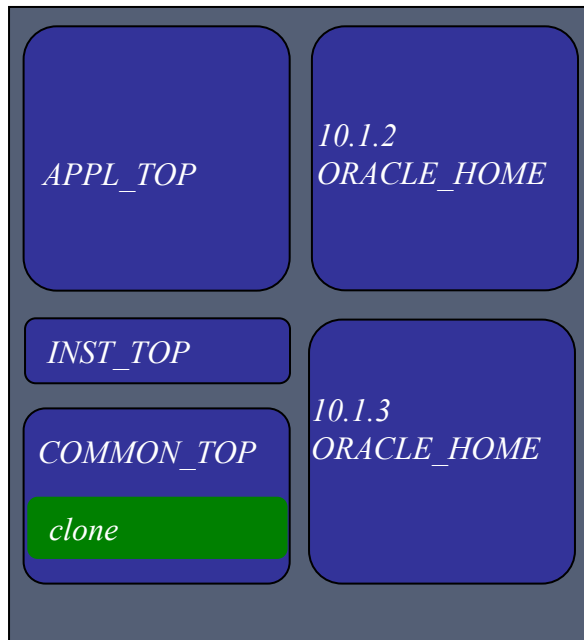 APPL_TOP
10.1.2
ORACLE_HOME
INST_TOP
COMMON_TOP
clone
10.1.3
ORACLE_HOME